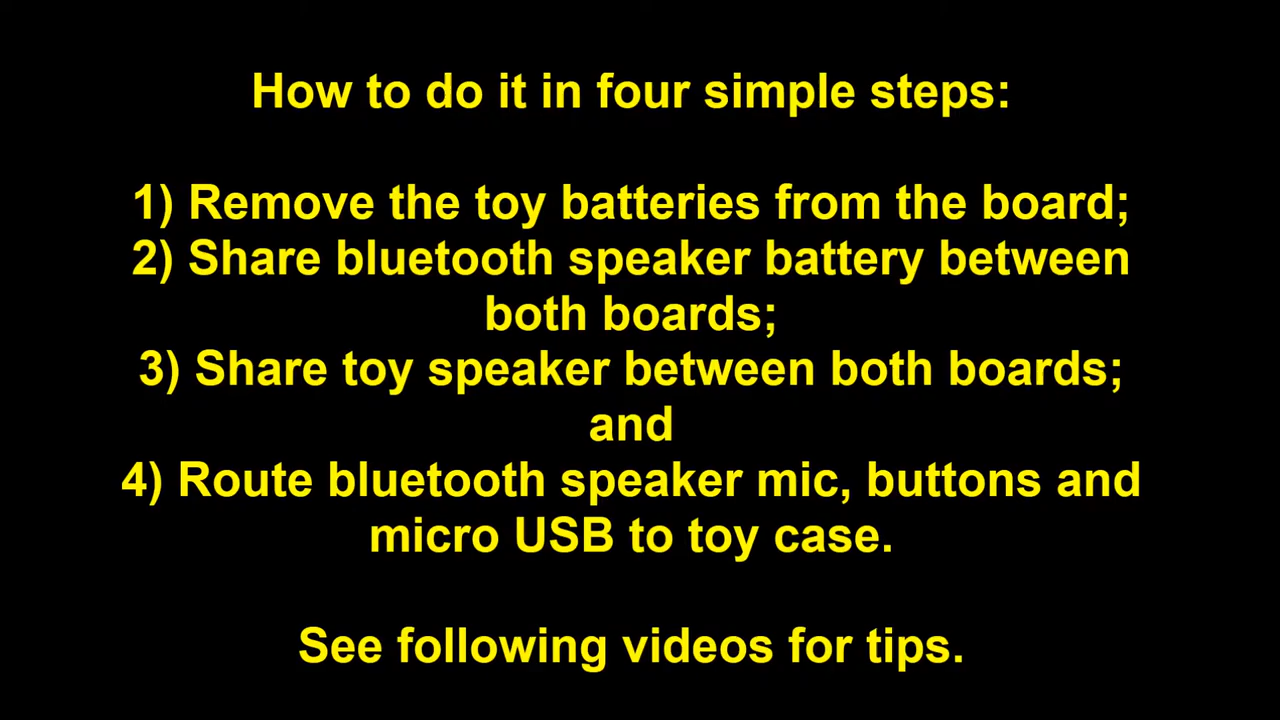 How to do it in four simple steps:
1) Remove the toy batteries from the board;
2) Share bluetooth speaker battery between
both boards;
3) Share toy speaker between both boards;
and
4) Route bluetooth speaker mic, buttons and
micro USB to toy case.
See following videos for tips.